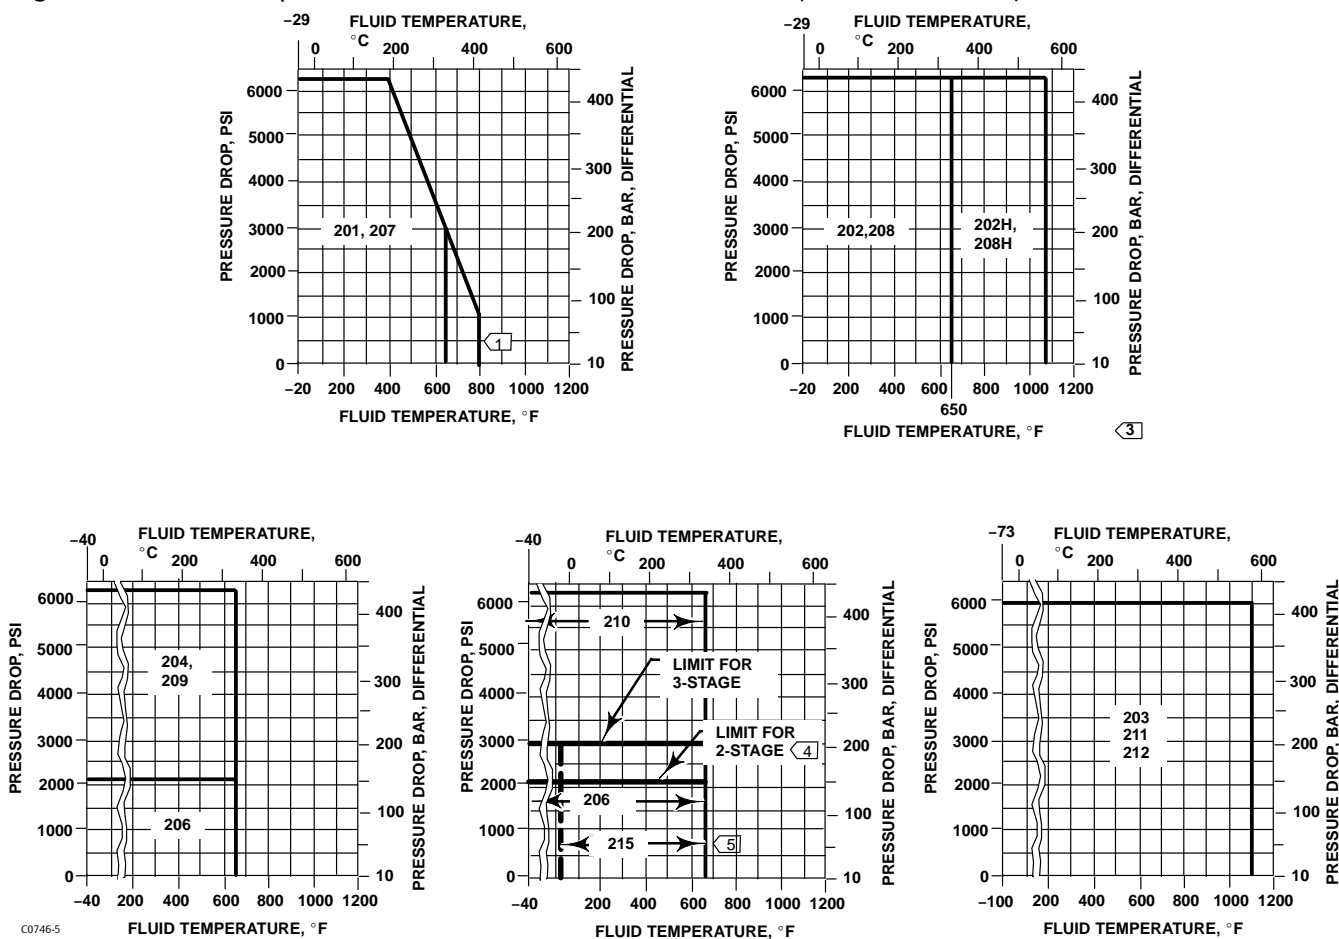 −29 FLUID TEMPERATURE,
°C
0 200 400 600
PRESSURE DROP, PSI
6000
5000
4000
3000
2000
1000
0
201, 207
1
400
300
200
100
10
PRESSURE DROP, BAR, DIFFERENTIAL
−20 200 400 600 800 1000 1200
FLUID TEMPERATURE, °F
−29 FLUID TEMPERATURE,
°C
0 200 400 600
PRESSURE DROP, PSI
6000
5000
4000
3000
2000
1000
0
202,208
202H,
208H
400
300
200
100
10
PRESSURE DROP, BAR, DIFFERENTIAL
−20 200 400 600 800 1000 1200
650
FLUID TEMPERATURE, °F
3
−40 FLUID TEMPERATURE,
°C
0 200 400 600
PRESSURE DROP, PSI
6000
5000
4000
3000
2000
1000
0
204,
209
206
400
300
200
100
10
PRESSURE DROP, BAR, DIFFERENTIAL
−40 200 400 600 800 1000 1200
FLUID TEMPERATURE, °F
−40 FLUID TEMPERATURE,
°C
0 200 400 600
PRESSURE DROP, PSI
6000
5000
4000
3000
2000
1000
0
210
LIMIT FOR
3-STAGE
LIMIT FOR
2-STAGE 4
206
215 5
400
300
200
100
10
PRESSURE DROP, BAR, DIFFERENTIAL
−40 200 400 600 800 1000 1200
FLUID TEMPERATURE, °F
−73 FLUID TEMPERATURE,
°C
0 200 400 600
PRESSURE DROP, PSI
6000
5000
4000
3000
2000
1000
0
203
211
212
400
300
200
100
10
PRESSURE DROP, BAR, DIFFERENTIAL
−100 200 400 600 800 1000 1200
FLUID TEMPERATURE, °F
C0746-5